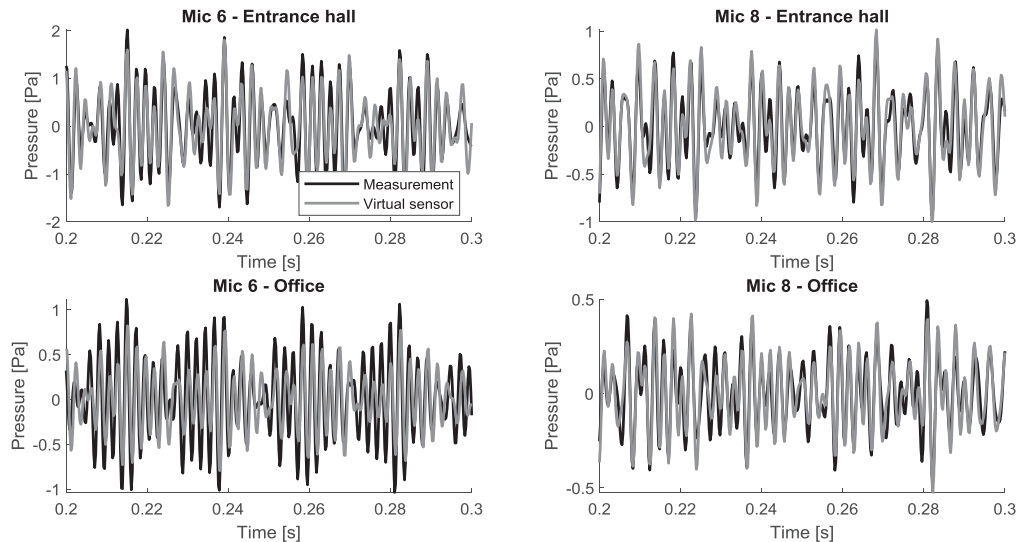 Mic 6 - Entrance hall
2
1
0
-1
-2
Pressure [Pa]
Measurement
Virtual sensor
0.2 0.22 0.24 0.26 0.28 0.3
Time [s]
Mic 8 - Entrance hall
1
0.5
0
-0.5
-1
Pressure [Pa]
0.2 0.22 0.24 0.26 0.28 0.3
Time [s]
Mic 6 - Office
1
0.5
0
-0.5
-1
Pressure [Pa]
0.2 0.22 0.24 0.26 0.28 0.3
Time [s]
Mic 8 - Office
0.5
0
-0.5
Pressure [Pa]
0.2 0.22 0.24 0.26 0.28 0.3
Time [s]